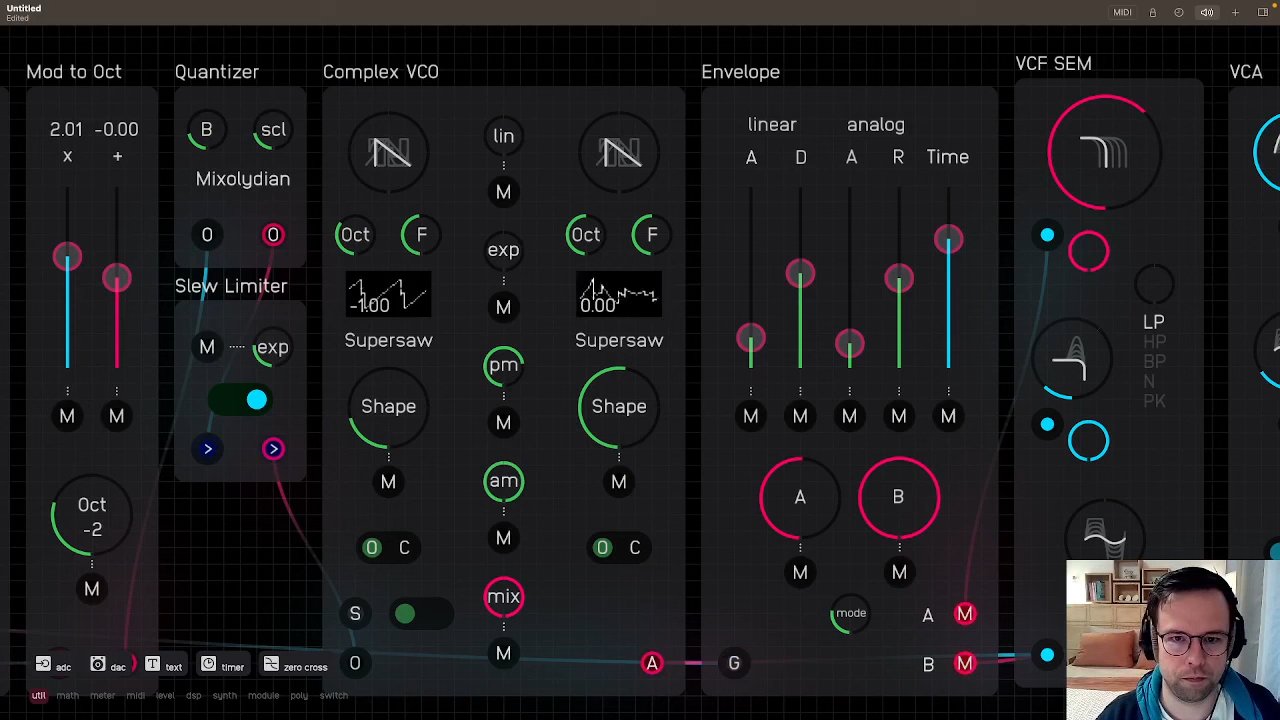 Untitled
Edited
MIDI
Mod to Oct
2.01 -0.00
x +
M M
Oct
-2
M
Quantizer
B scl
Mixolydian
O O
Slew Limiter
M exp
> >
Complex VCO
lin
M
Oct F
exp
M
Oct F
-1.00
0.00
Supersaw
Supersaw
pm
M
Shape
Shape
M
M
am
M
O C
O C
mix
M
S
O
A
Envelope
linear analog
A D A R Time
M M M M M
A B
M M
mode
A M
G
B M
VCF SEM
LP
HP
BP
N
PK
VCA
adc dac text timer zero cross
util math meter midi level dsp synth module poly switch